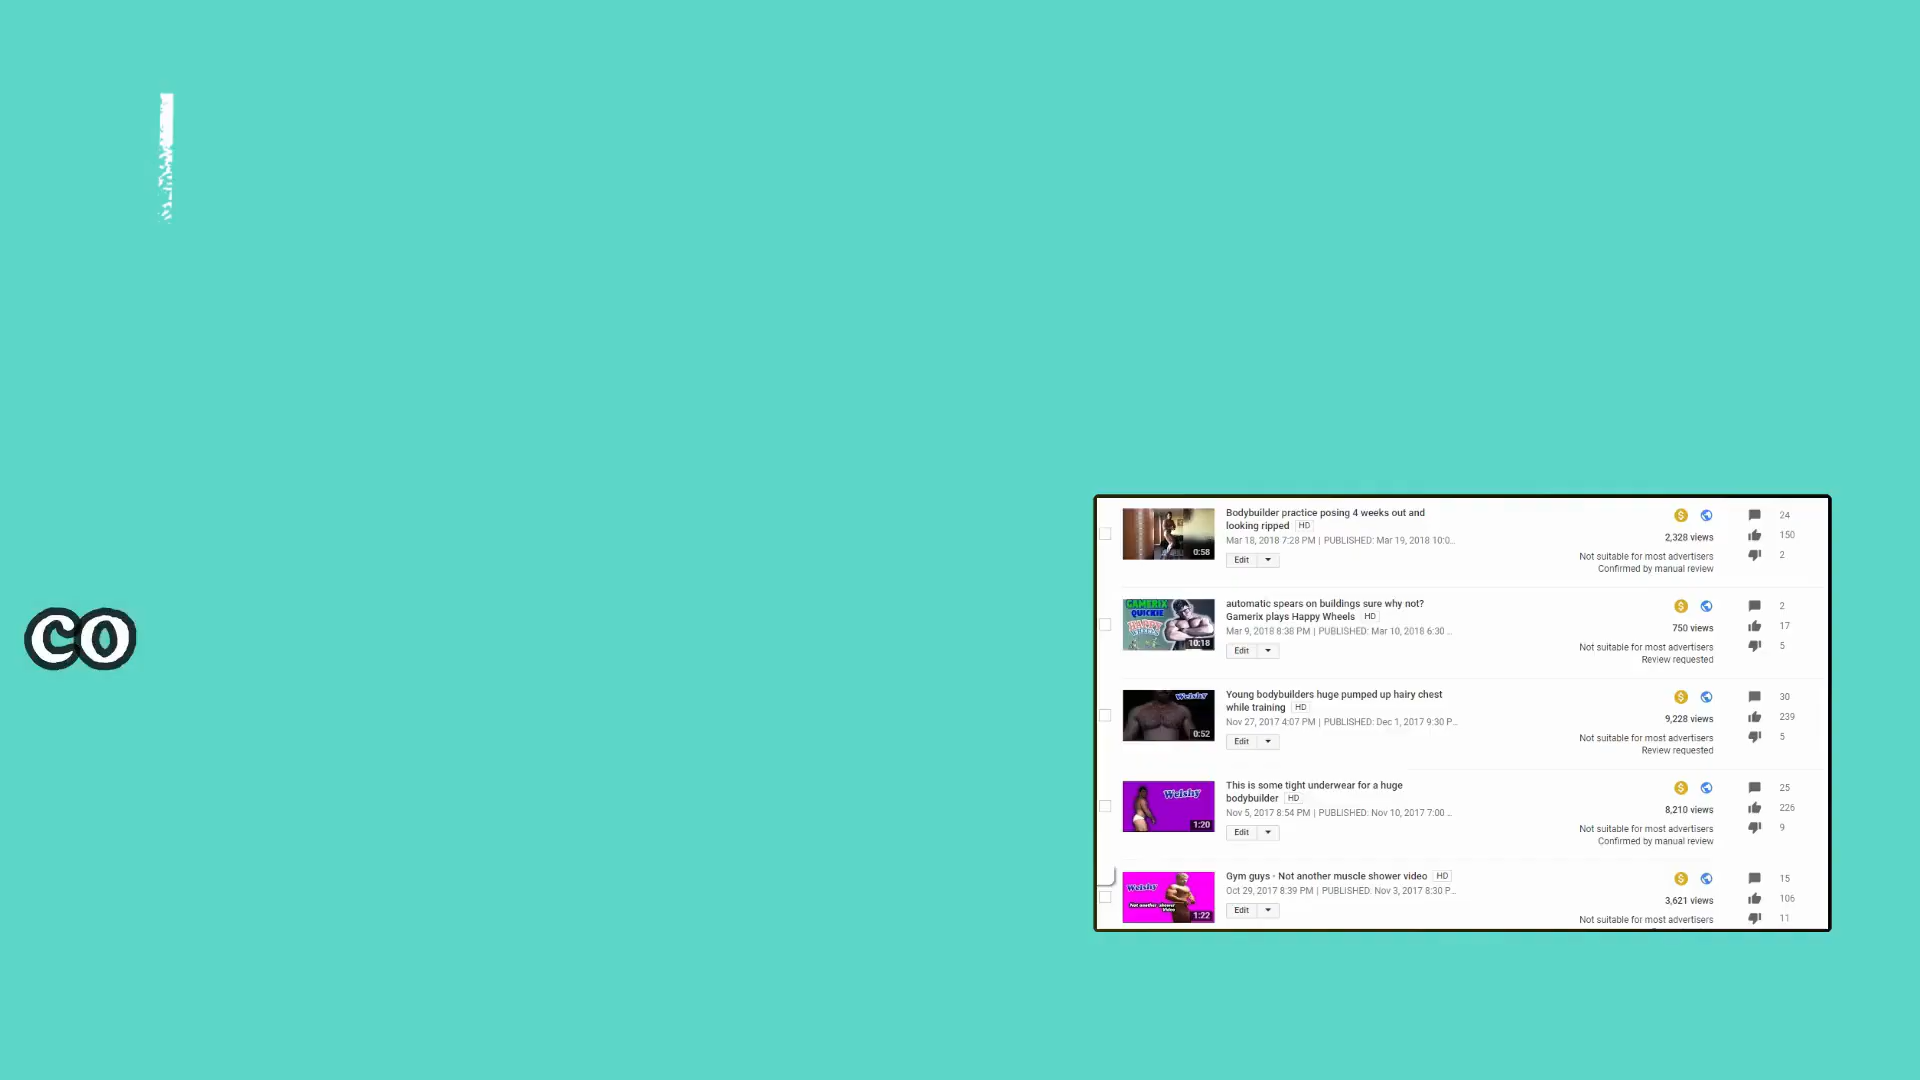 CO
Bodybuilder practice posing 4 weeks out and
looking ripped HD
Mar 18, 2018 7:28 PM | PUBLISHED: Mar 19, 2018 10:0...
Edit
0:58
2,328 views
Not suitable for most advertisers
Confirmed by manual review
24
150
2
GAMERIX
QUICKIE
HAPPY
WHEELS
10:18
automatic spears on buildings sure why not?
Gamerix plays Happy Wheels HD
Mar 9, 2018 8:38 PM | PUBLISHED: Mar 10, 2018 6:30 ...
Edit
750 views
Not suitable for most advertisers
Review requested
2
17
5
Welshy
0:52
Young bodybuilders huge pumped up hairy chest
while training HD
Nov 27, 2017 4:07 PM | PUBLISHED: Dec 1, 2017 9:30 P...
Edit
9,228 views
Not suitable for most advertisers
Review requested
30
239
5
Welshy
1:20
This is some tight underwear for a huge
bodybuilder HD
Nov 5, 2017 8:54 PM | PUBLISHED: Nov 10, 2017 7:00 ...
Edit
8,210 views
Not suitable for most advertisers
Confirmed by manual review
25
226
9
Welshy
Not another shower
Video
1:22
Gym guys - Not another muscle shower video HD
Oct 29, 2017 8:39 PM | PUBLISHED: Nov 3, 2017 8:30 P...
Edit
3,621 views
Not suitable for most advertisers
15
106
11